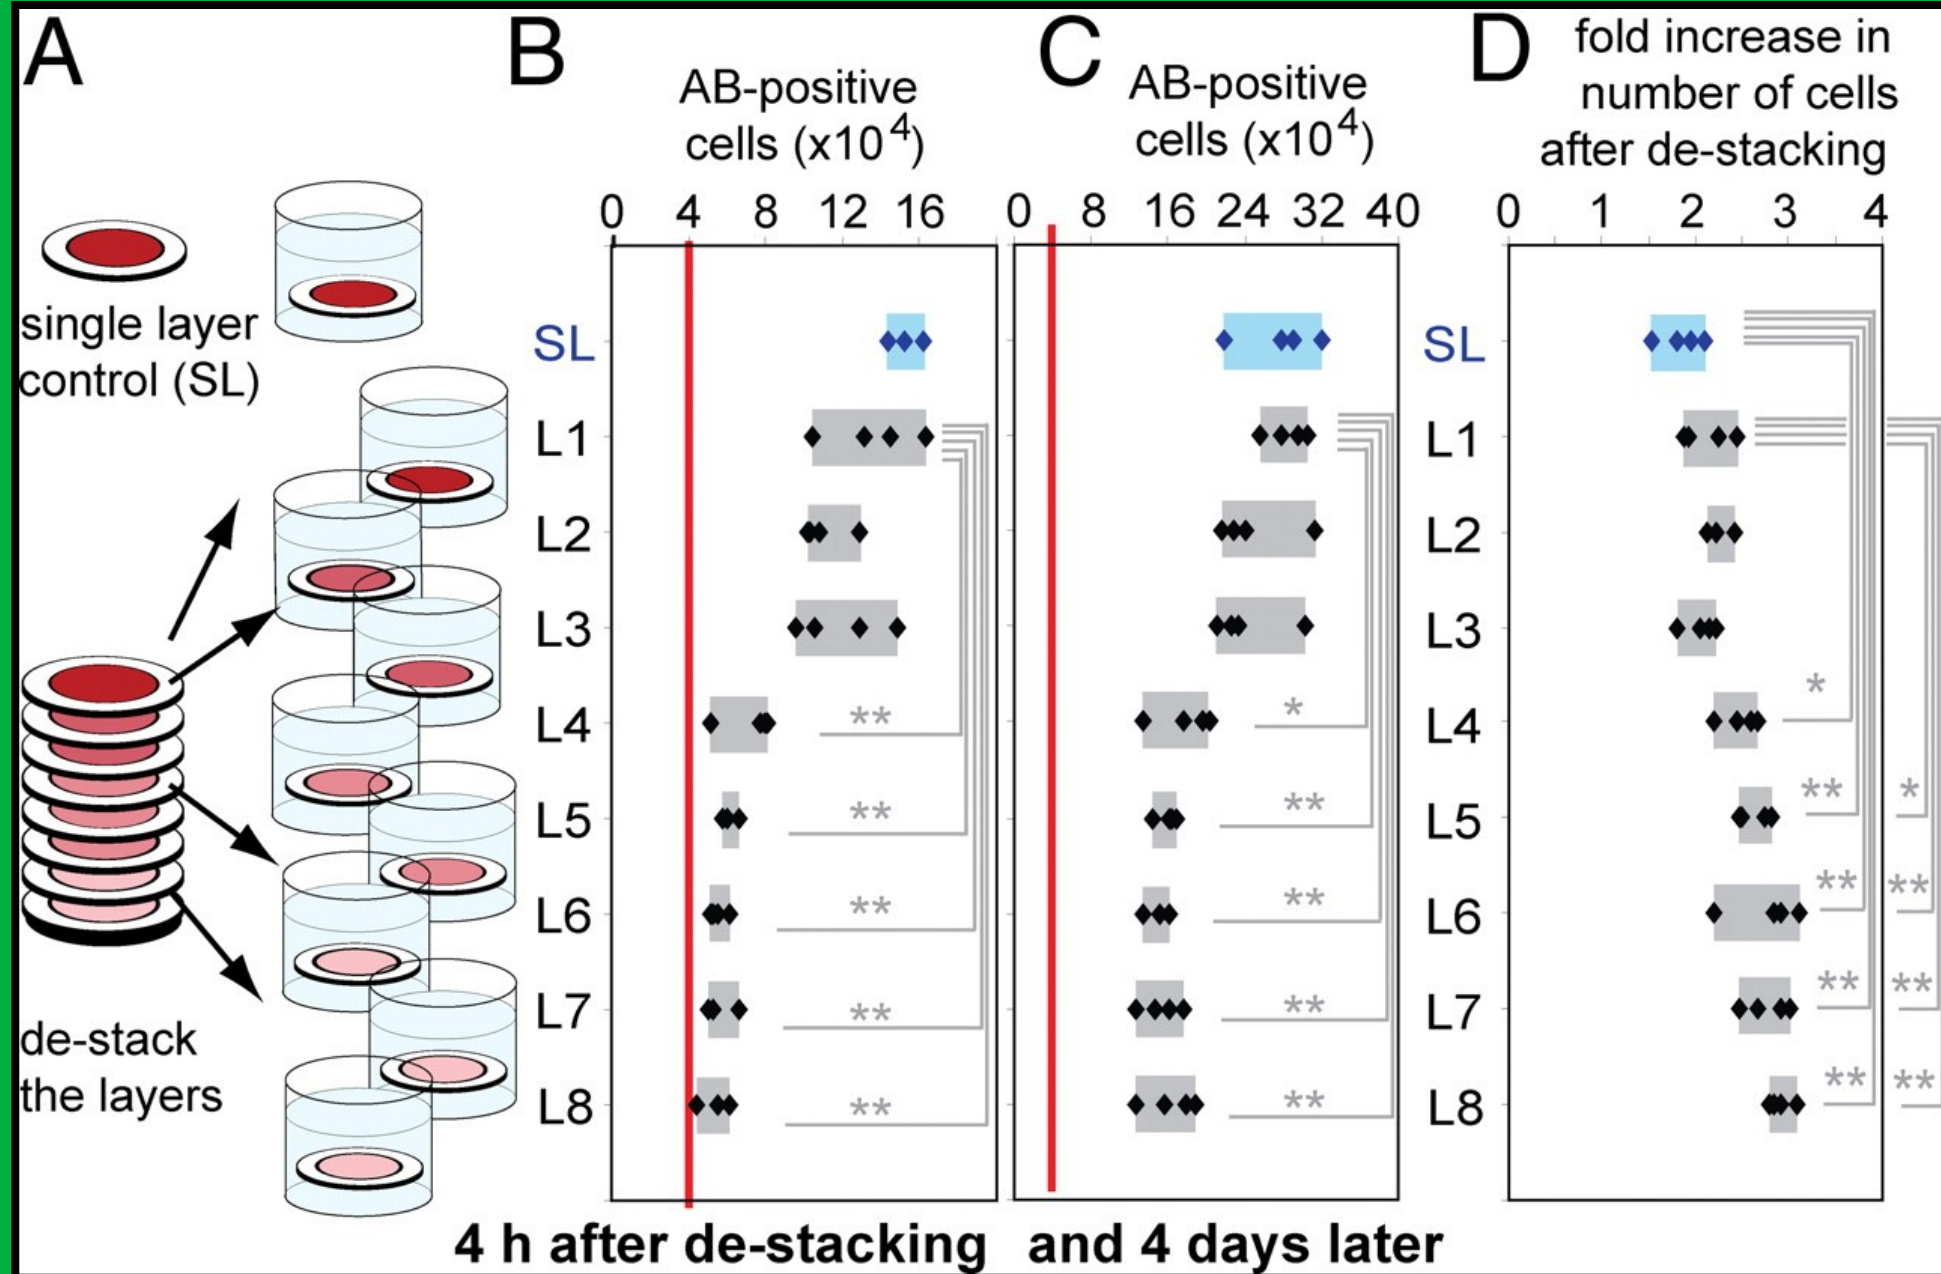 A
single layer
control (SL)
de-stack
the layers
B
AB-positive
cells (x10⁴)
0 4 8 12 16
SL
L1
L2
L3
L4 **
L5 **
L6 **
L7 **
L8 **
C
AB-positive
cells (x10⁴)
0 8 16 24 32 40
*
**
**
**
**
D
fold increase in
number of cells
after de-stacking
0 1 2 3 4
SL
L1
L2
L3
L4 *
L5 ** *
L6 ** **
L7 ** **
L8 ** **
4 h after de-stacking and 4 days later